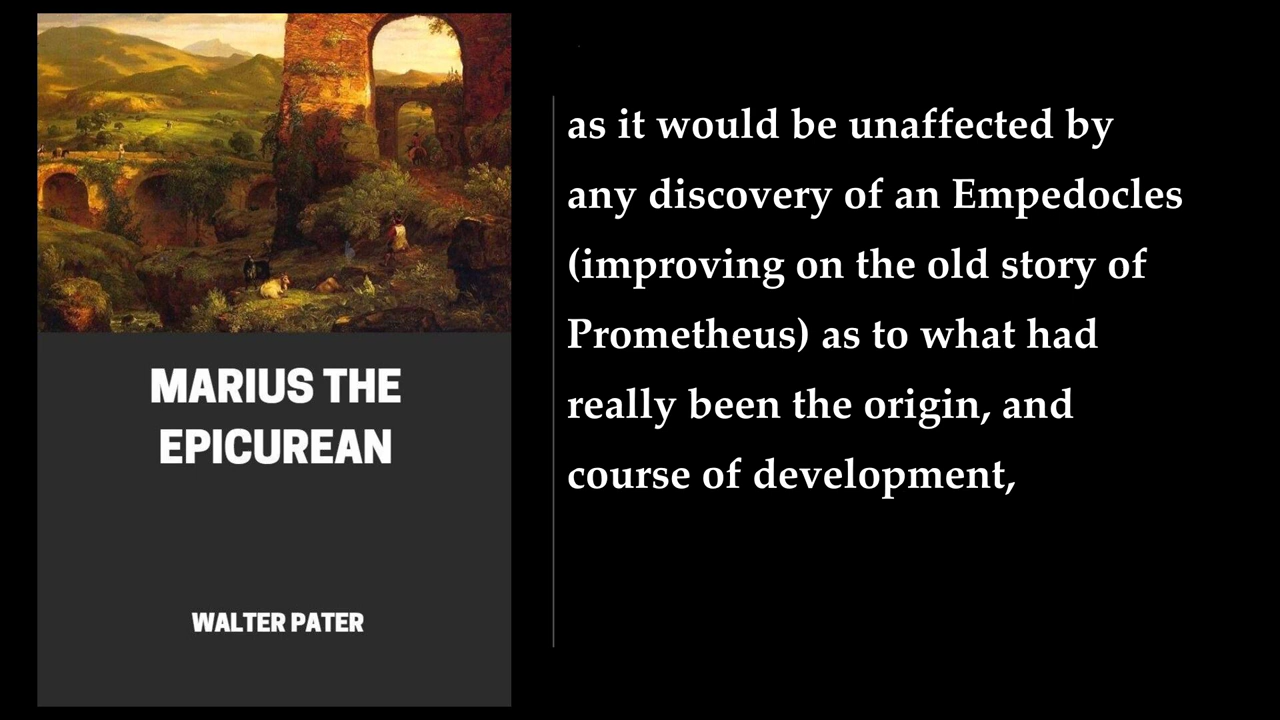 MARIUS THE
EPICUREAN
WALTER PATER
as it would be unaffected by
any discovery of an Empedocles
(improving on the old story of
Prometheus) as to what had
really been the origin, and
course of development,